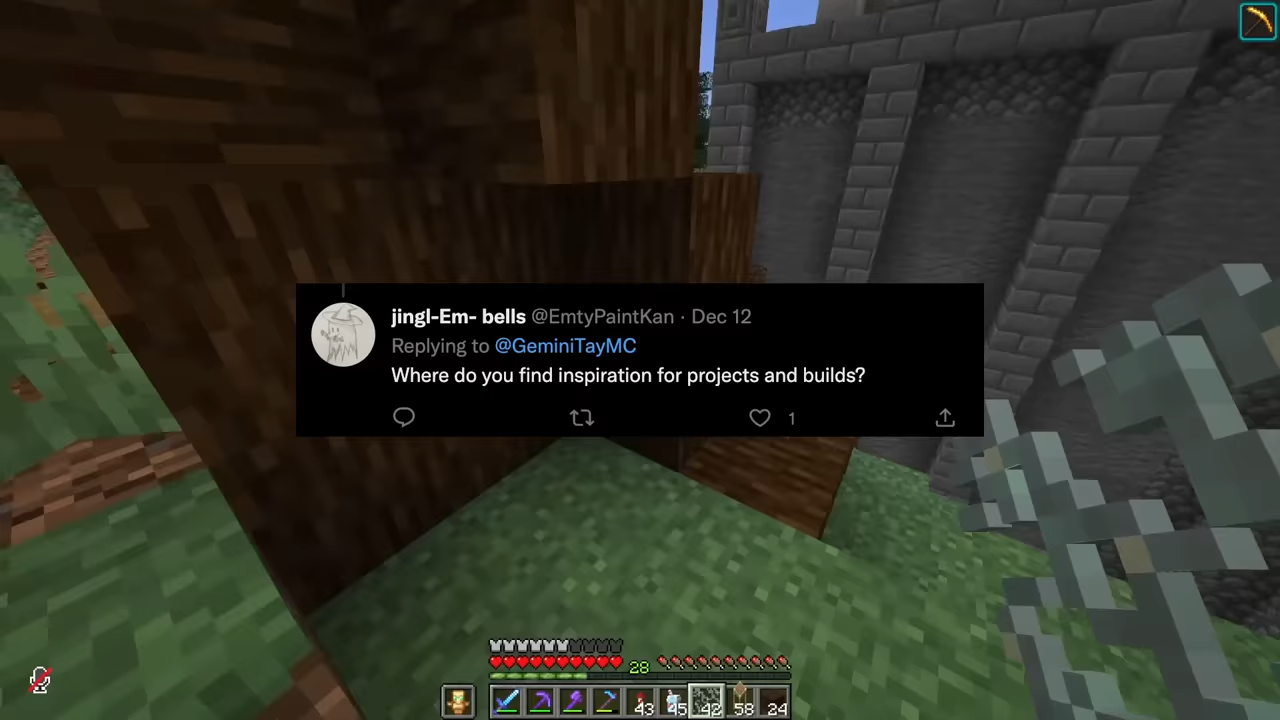 jingl-Em- bells @EmtyPaintKan · Dec 12
Replying to @GeminiTayMC
Where do you find inspiration for projects and builds?
1
28
43 45 42 58 24